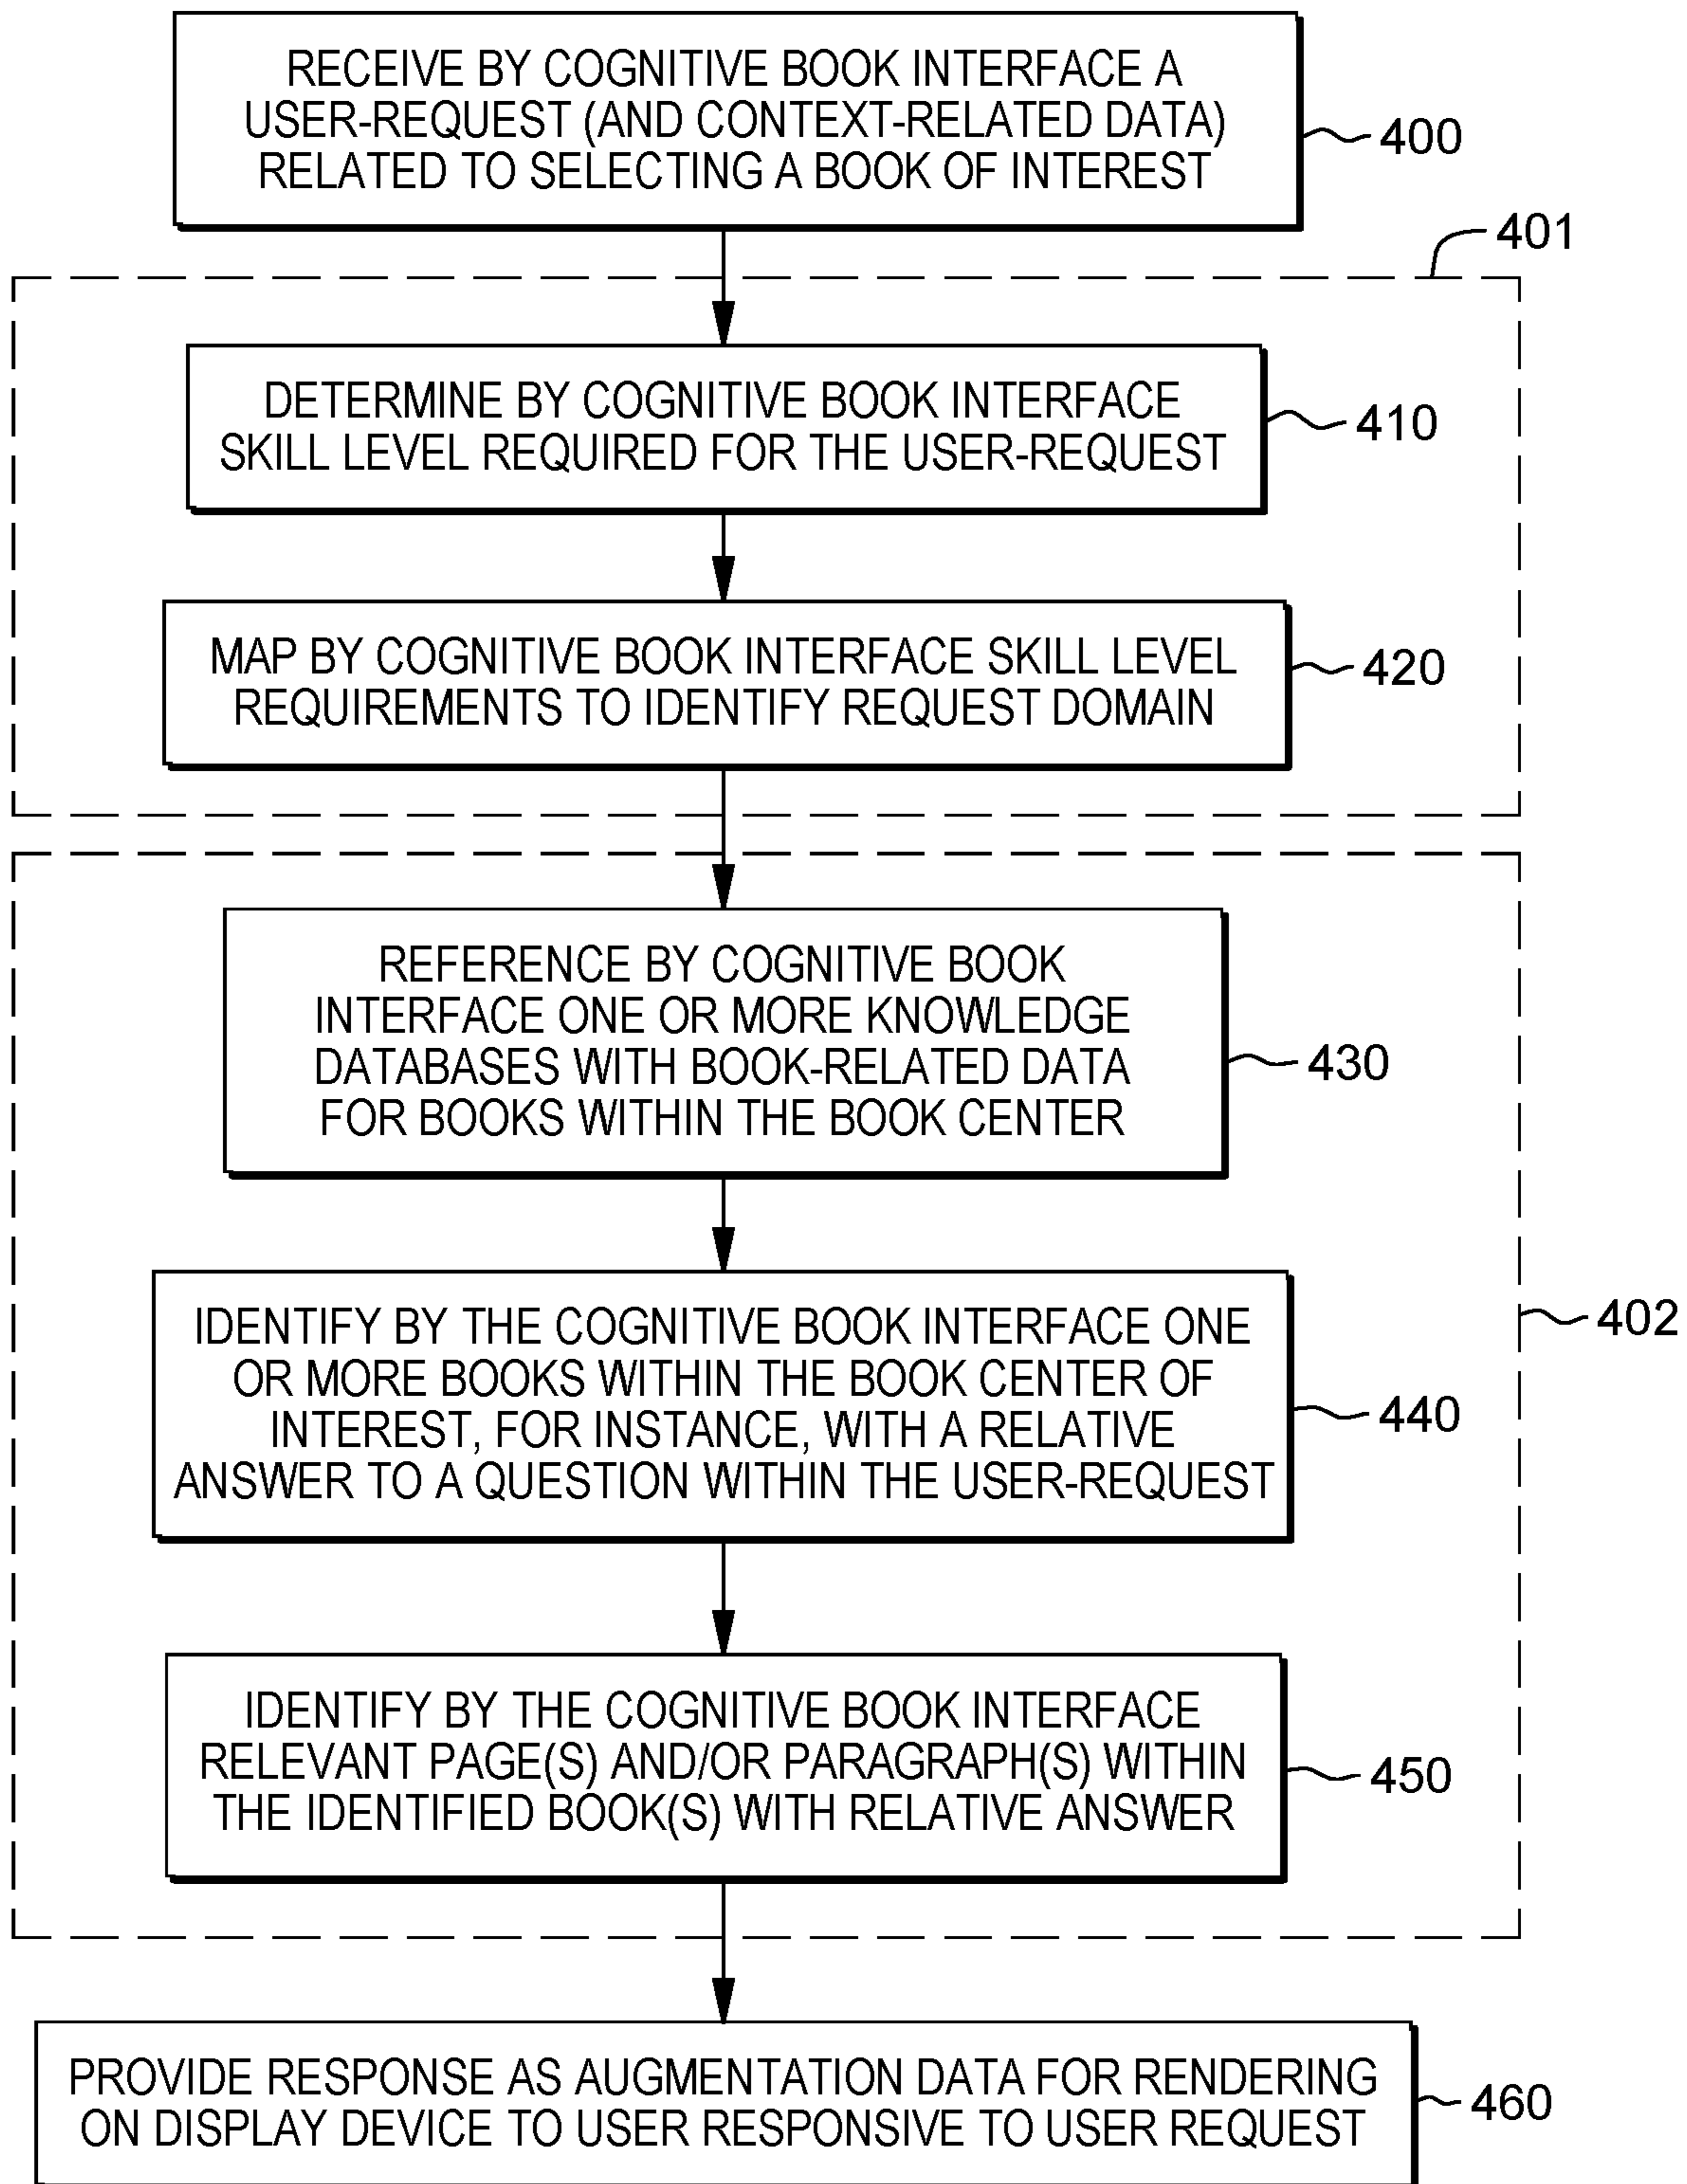 RECEIVE BY COGNITIVE BOOK INTERFACE A
USER-REQUEST (AND CONTEXT-RELATED DATA)
RELATED TO SELECTING A BOOK OF INTEREST
400
401
DETERMINE BY COGNITIVE BOOK INTERFACE
SKILL LEVEL REQUIRED FOR THE USER-REQUEST
410
MAP BY COGNITIVE BOOK INTERFACE SKILL LEVEL
REQUIREMENTS TO IDENTIFY REQUEST DOMAIN
420
REFERENCE BY COGNITIVE BOOK
INTERFACE ONE OR MORE KNOWLEDGE
DATABASES WITH BOOK-RELATED DATA
FOR BOOKS WITHIN THE BOOK CENTER
430
402
IDENTIFY BY THE COGNITIVE BOOK INTERFACE ONE
OR MORE BOOKS WITHIN THE BOOK CENTER OF
INTEREST, FOR INSTANCE, WITH A RELATIVE
ANSWER TO A QUESTION WITHIN THE USER-REQUEST
440
IDENTIFY BY THE COGNITIVE BOOK INTERFACE
RELEVANT PAGE(S) AND/OR PARAGRAPH(S) WITHIN
THE IDENTIFIED BOOK(S) WITH RELATIVE ANSWER
450
PROVIDE RESPONSE AS AUGMENTATION DATA FOR RENDERING
ON DISPLAY DEVICE TO USER RESPONSIVE TO USER REQUEST
460